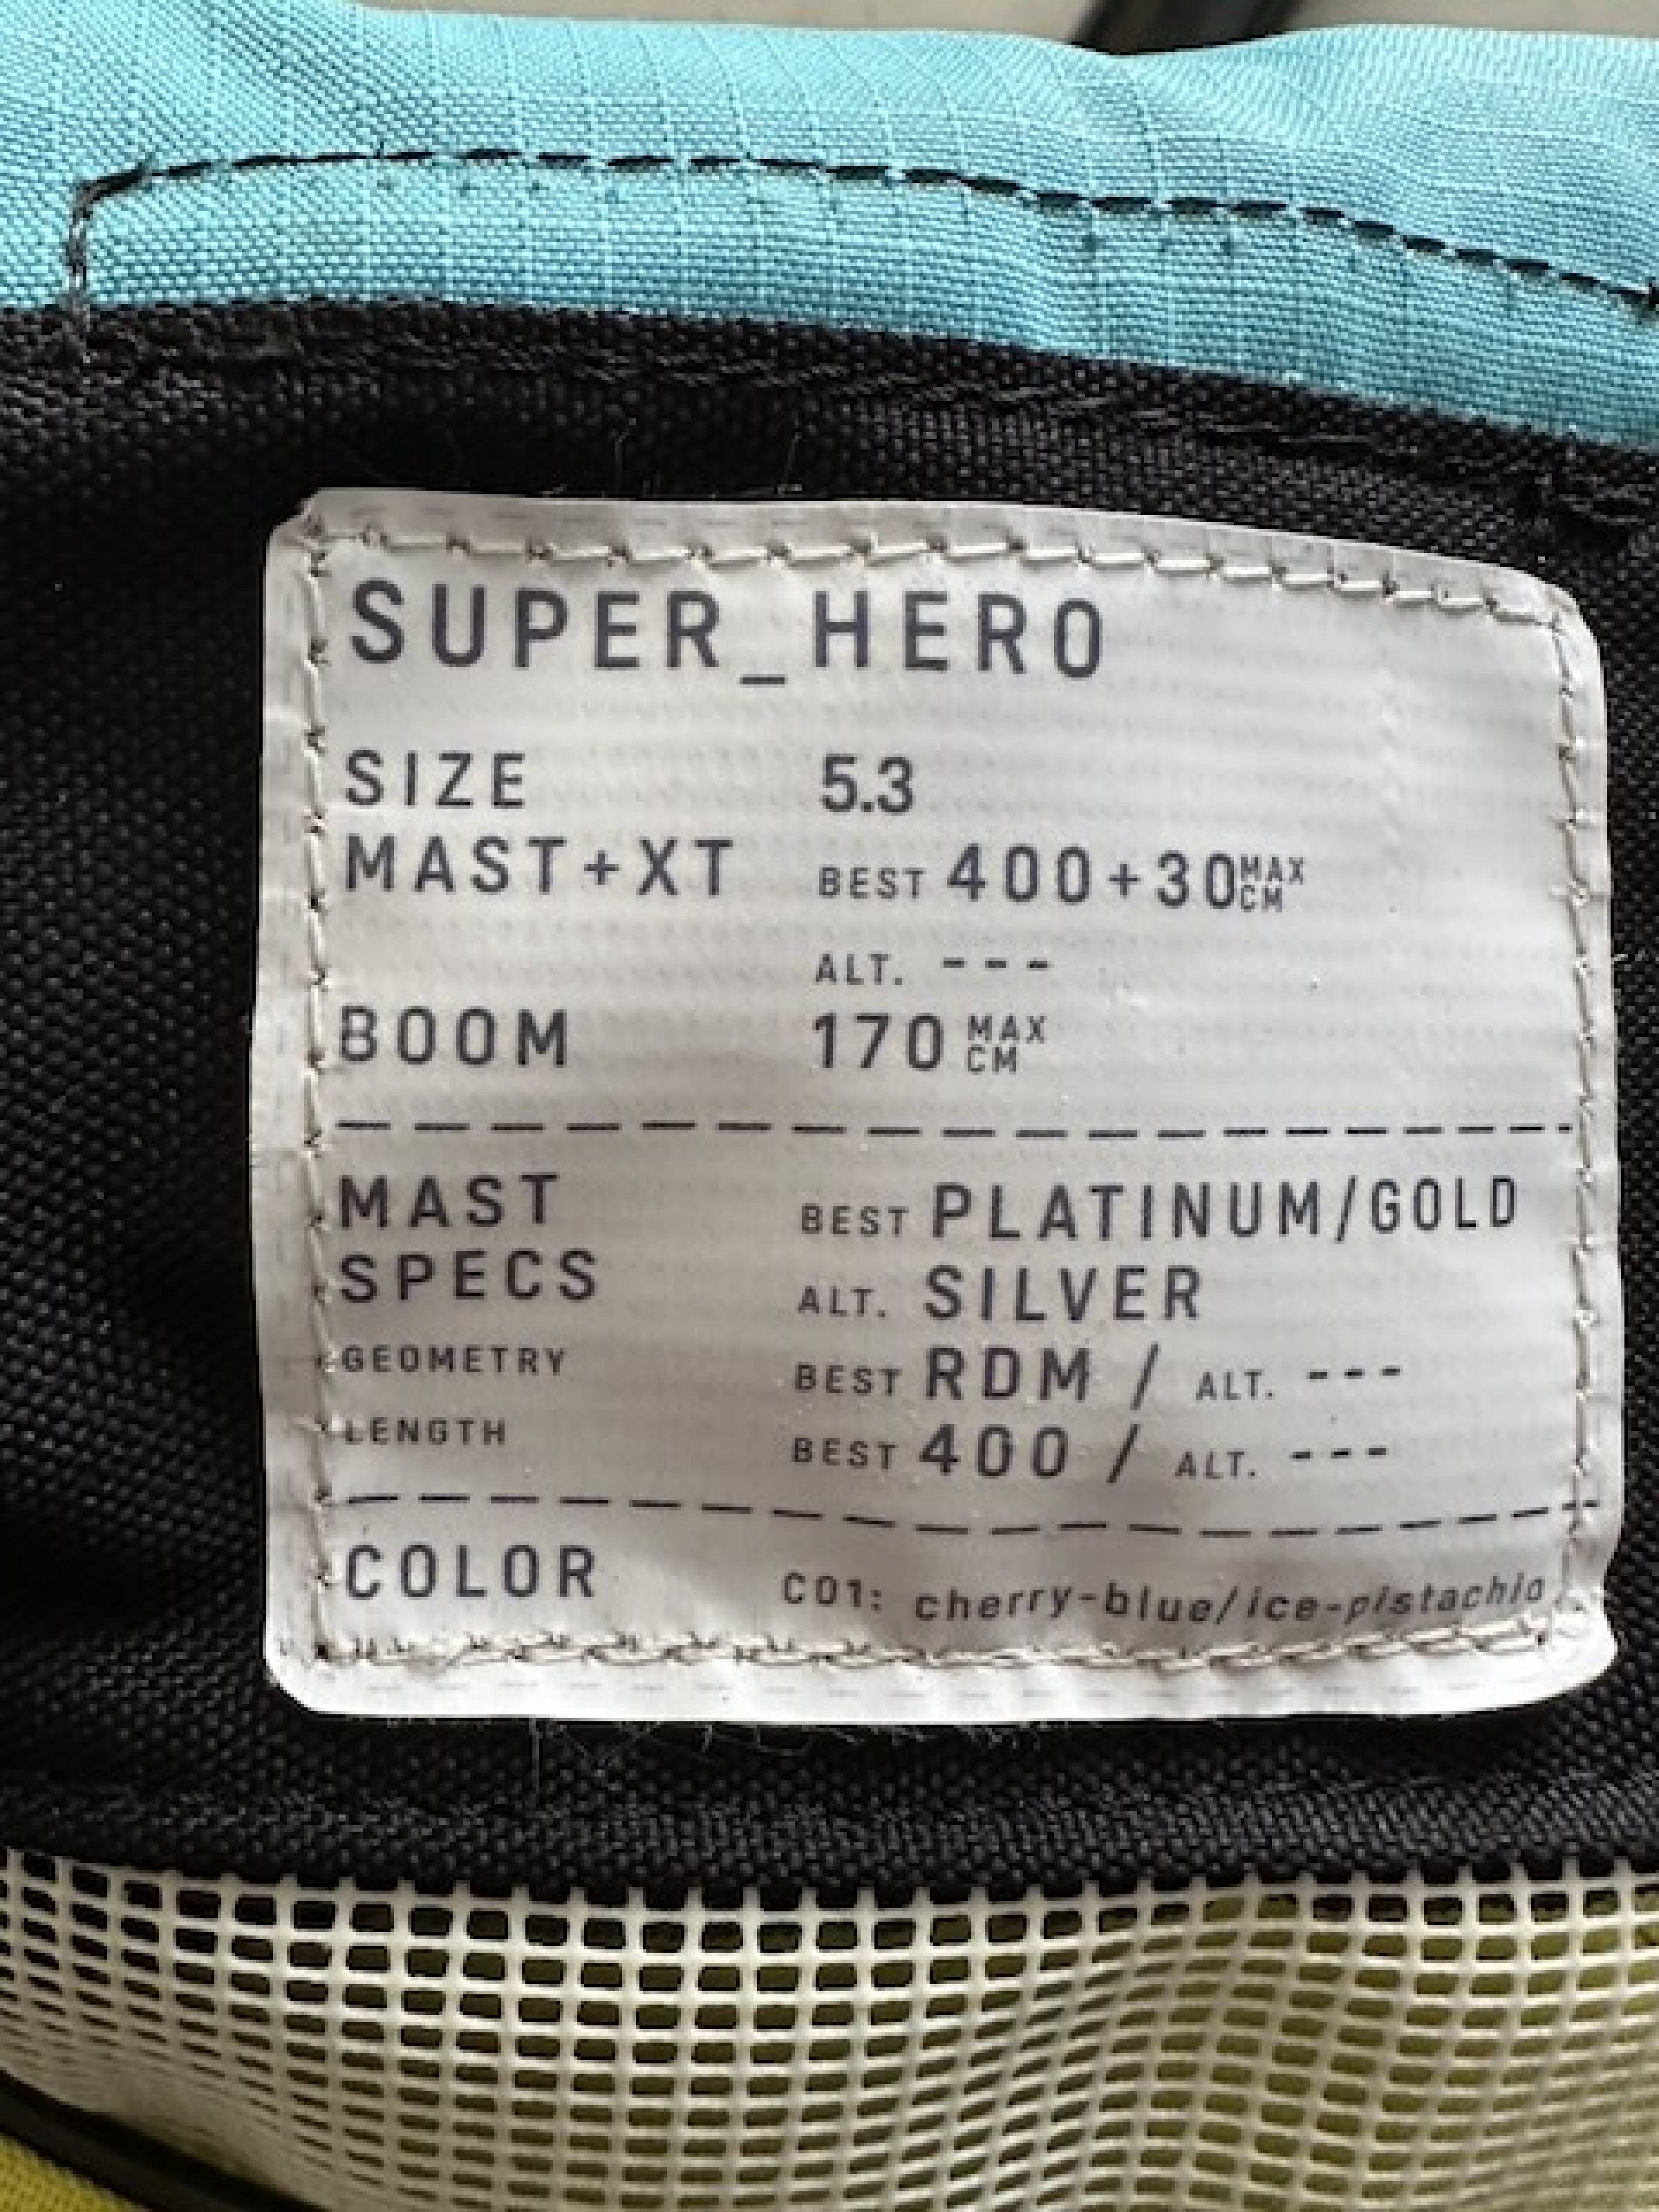 SUPER_HERO
SIZE 5.3
MAST+XT BEST 400+30 MAX CM
ALT. ---
BOOM 170 MAX CM
MAST SPECS BEST PLATINUM/GOLD
ALT. SILVER
GEOMETRY BEST RDM / ALT. ---
LENGTH BEST 400 / ALT. ---
COLOR C01: cherry-blue/ice-pistachio